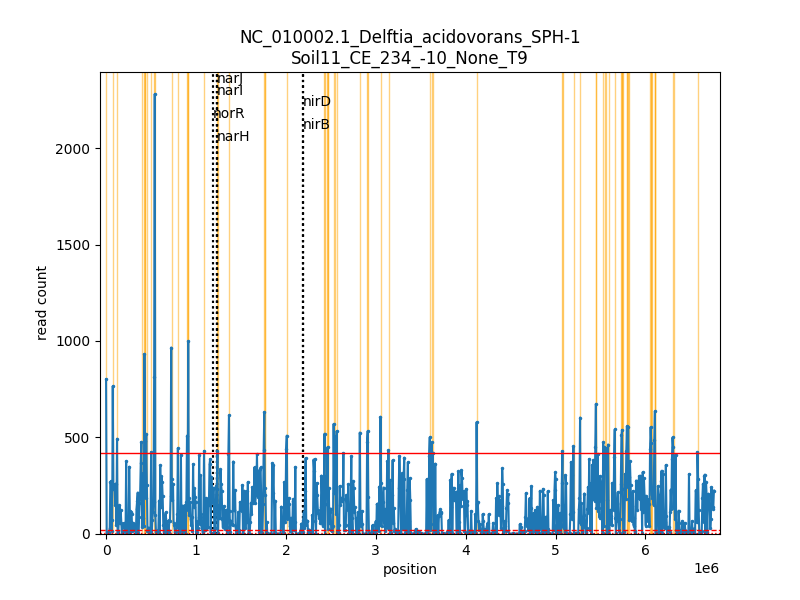 NC_010002.1_Delftia_acidovorans_SPH-1
Soil11_CE_234_-10_None_T9
narJ
narI
norR
narH
nirD
nirB
2000
1500
1000
500
0
read count
0
1
2
3
4
5
6
1e6
position